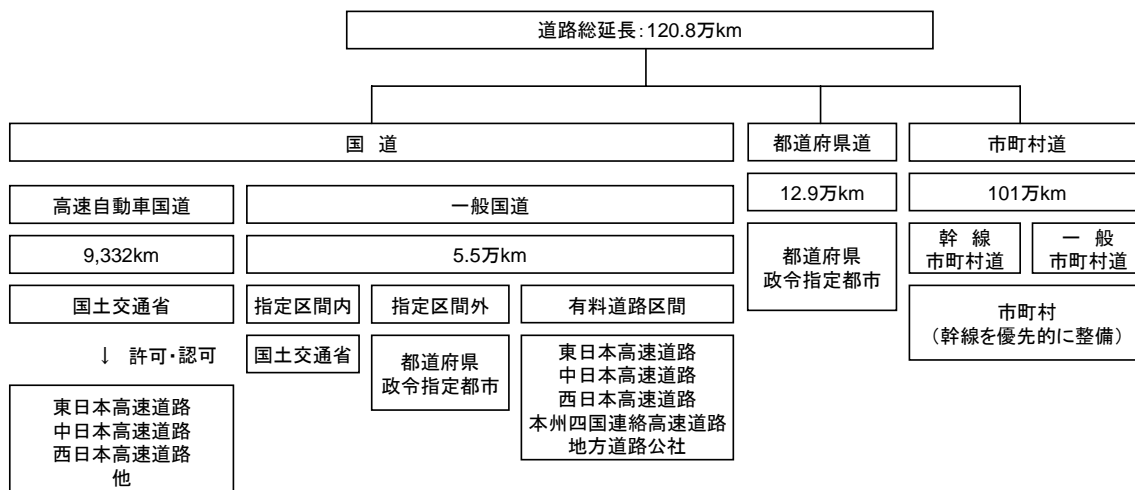 道路総延長：120.8万km
国　道
都道府県道
市町村道
高速自動車国道
一般国道
12.9万km
101万km
9,332km
5.5万km
都道府県
政令指定都市
幹　線
市町村道
一　般
市町村道
国土交通省
指定区間内
指定区間外
有料道路区間
市町村
（幹線を優先的に整備）
↓　許可・認可
国土交通省
都道府県
政令指定都市
東日本高速道路
中日本高速道路
西日本高速道路
本州四国連絡高速道路
地方道路公社
東日本高速道路
中日本高速道路
西日本高速道路
他